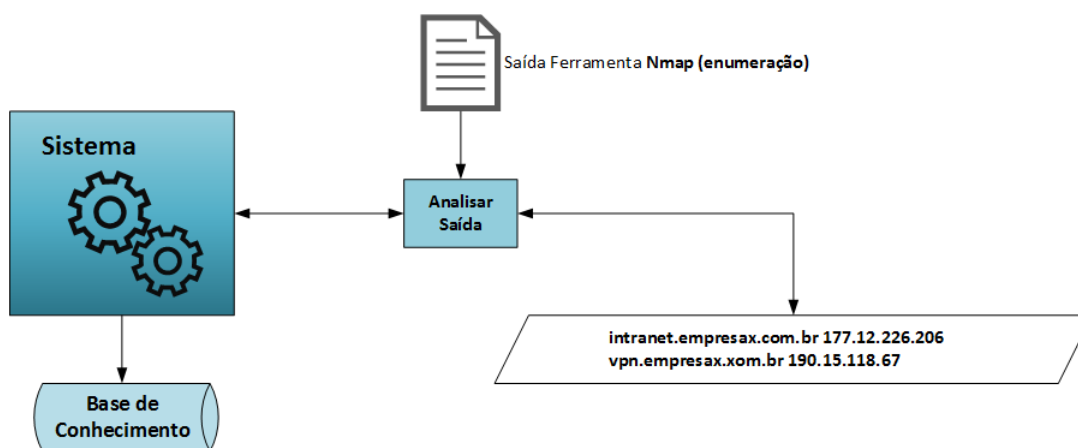 Saída Ferramenta Nmap (enumeração)
Sistema
Analisar
Saída
intranet.empresax.com.br 177.12.226.206
vpn.empresax.xom.br 190.15.118.67
Base de
Conhecimento